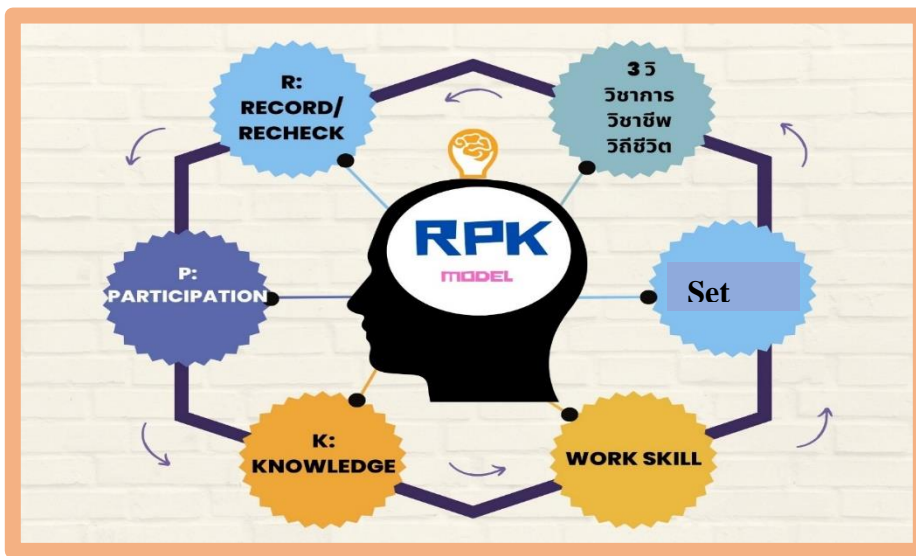 R:
RECORD/
RECHECK
3 วิ
วิชาการ
วิชาชีพ
วิถีชีวิต
RPK
MODEL
P:
PARTICIPATION
Set
K:
KNOWLEDGE
WORK SKILL